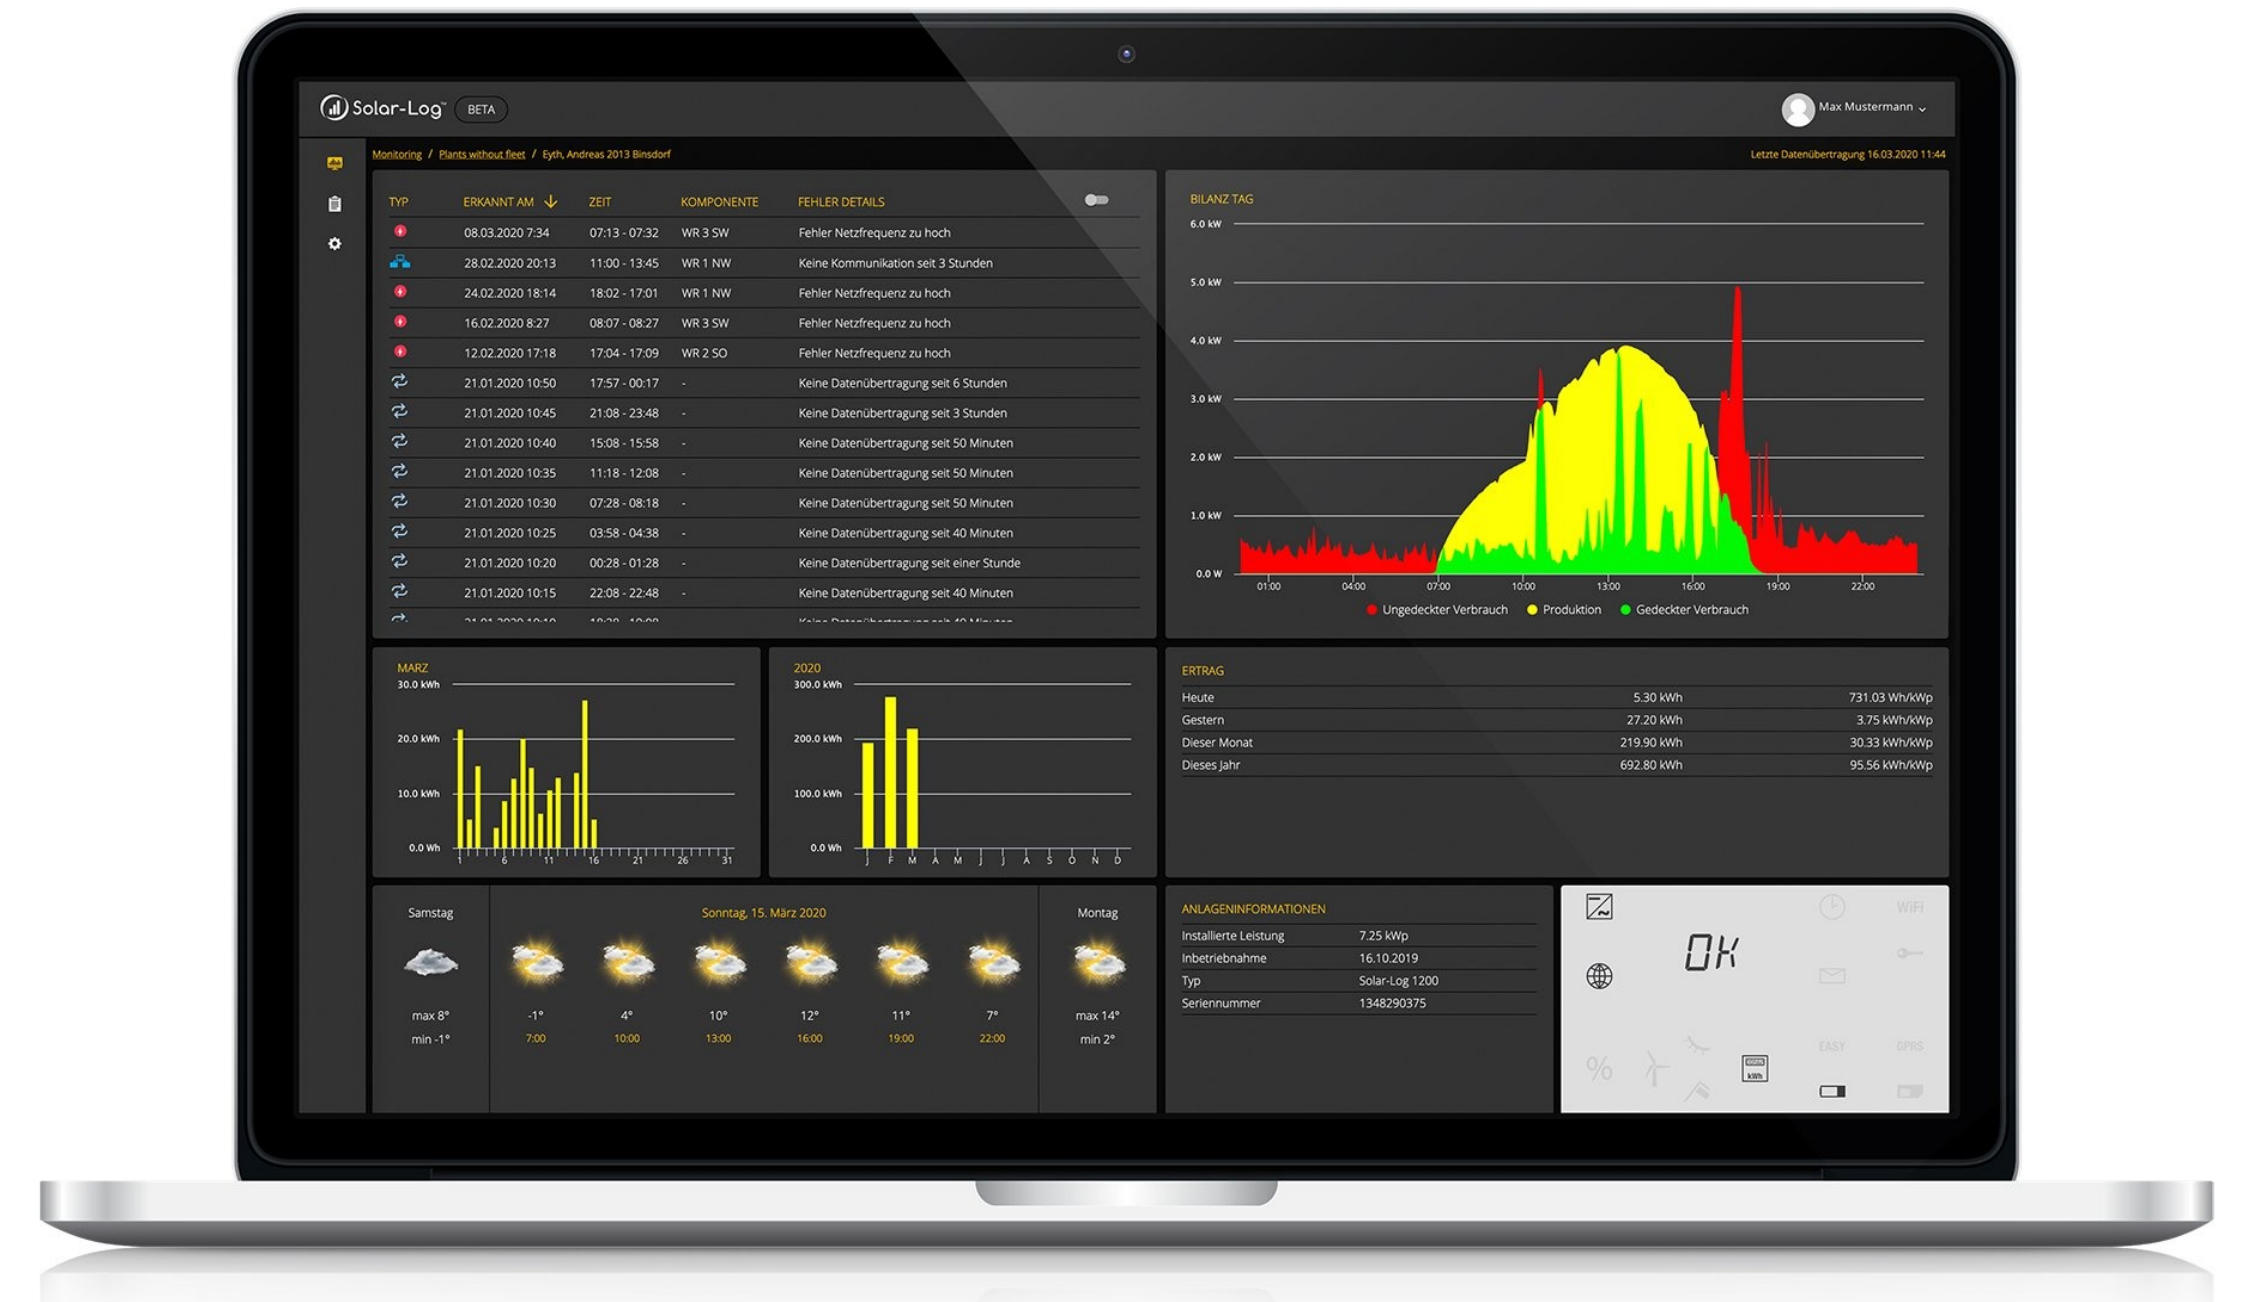 Solar-Log™ BETA
Max Mustermann
Monitoring / Plants without fleet / Eyth, Andreas 2013 Binsdorf
Letzte Datenübertragung 16.03.2020 11:44
TYP ERKANNT AM ZEIT KOMPONENTE FEHLER DETAILS
08.03.2020 7:34 07:13 - 07:32 WR 3 SW Fehler Netzfrequenz zu hoch
28.02.2020 20:13 11:00 - 13:45 WR 1 NW Keine Kommunikation seit 3 Stunden
24.02.2020 18:14 18:02 - 17:01 WR 1 NW Fehler Netzfrequenz zu hoch
16.02.2020 8:27 08:07 - 08:27 WR 3 SW Fehler Netzfrequenz zu hoch
12.02.2020 17:18 17:04 - 17:09 WR 2 SO Fehler Netzfrequenz zu hoch
21.01.2020 10:50 17:57 - 00:17 - Keine Datenübertragung seit 6 Stunden
21.01.2020 10:45 21:08 - 23:48 - Keine Datenübertragung seit 3 Stunden
21.01.2020 10:40 15:08 - 15:58 - Keine Datenübertragung seit 50 Minuten
21.01.2020 10:35 11:18 - 12:08 - Keine Datenübertragung seit 50 Minuten
21.01.2020 10:30 07:28 - 08:18 - Keine Datenübertragung seit 50 Minuten
21.01.2020 10:25 03:58 - 04:38 - Keine Datenübertragung seit 40 Minuten
21.01.2020 10:20 00:28 - 01:28 - Keine Datenübertragung seit einer Stunde
21.01.2020 10:15 22:08 - 22:48 - Keine Datenübertragung seit 40 Minuten
BILANZ TAG
6.0 kW
5.0 kW
4.0 kW
3.0 kW
2.0 kW
1.0 kW
0.0 W
01:00 04:00 07:00 10:00 13:00 16:00 19:00 22:00
Ungedeckter Verbrauch Produktion Gedeckter Verbrauch
MÄRZ
30.0 kWh
20.0 kWh
10.0 kWh
0.0 Wh
1 6 11 16 21 26 31
2020
300.0 kWh
200.0 kWh
100.0 kWh
0.0 Wh
J F M A M J J A S O N D
ERTRAG
Heute 5.30 kWh 731.03 Wh/kWp
Gestern 27.20 kWh 3.75 kWh/kWp
Dieser Monat 219.90 kWh 30.33 kWh/kWp
Dieses Jahr 692.80 kWh 95.56 kWh/kWp
Samstag
max 8°
min -1°
Sonntag, 15. März 2020
-1° 4° 10° 12° 11° 7°
7:00 10:00 13:00 16:00 19:00 22:00
Montag
max 14°
min 2°
ANLAGENINFORMATIONEN
Installierte Leistung 7.25 kWp
Inbetriebnahme 16.10.2019
Typ Solar-Log 1200
Seriennummer 1348290375
WiFi
OK
EASY GPRS
%
kWh